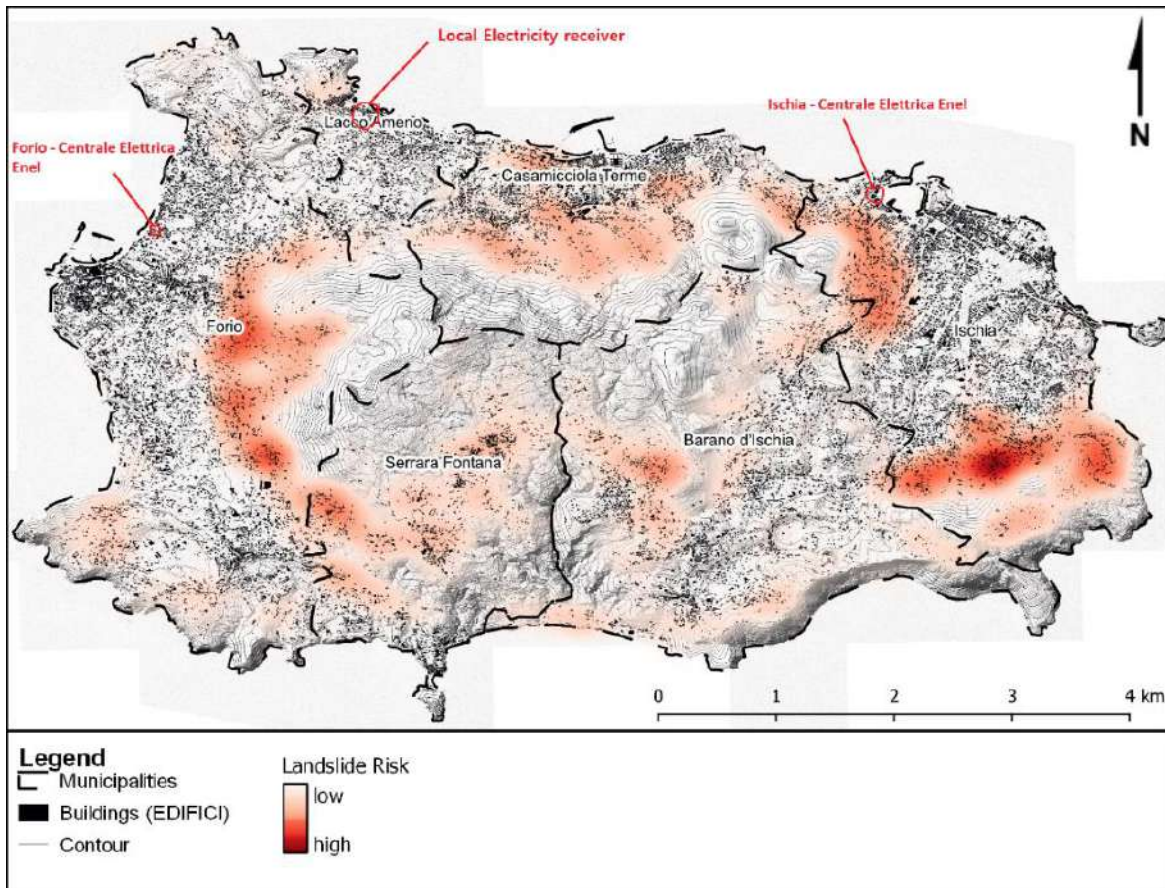 Local Electricity receiver
Ischia - Centrale Elettrica Enel
N
Lacco Ameno
Forio - Centrale Elettrica
Enel
Casamicciola Terme
Forio
Ischia
Barano d'Ischia
Serrara Fontana
0 1 2 3 4 km
Legend
Municipalities
Buildings (EDIFICI)
Contour
Landslide Risk
low
high